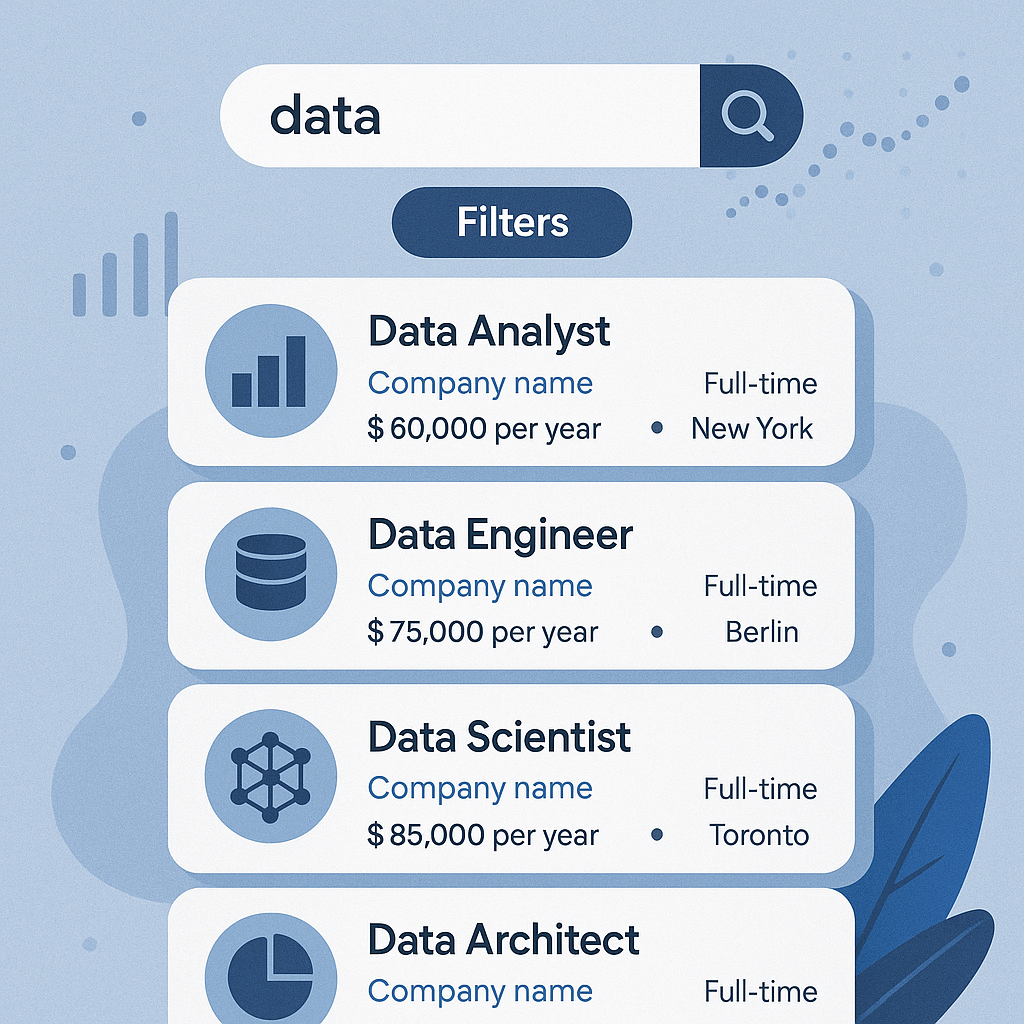 data
Filters
Data Analyst
Company name Full-time
$ 60,000 per year • New York
Data Engineer
Company name Full-time
$ 75,000 per year • Berlin
Data Scientist
Company name Full-time
$ 85,000 per year • Toronto
Data Architect
Company name Full-time